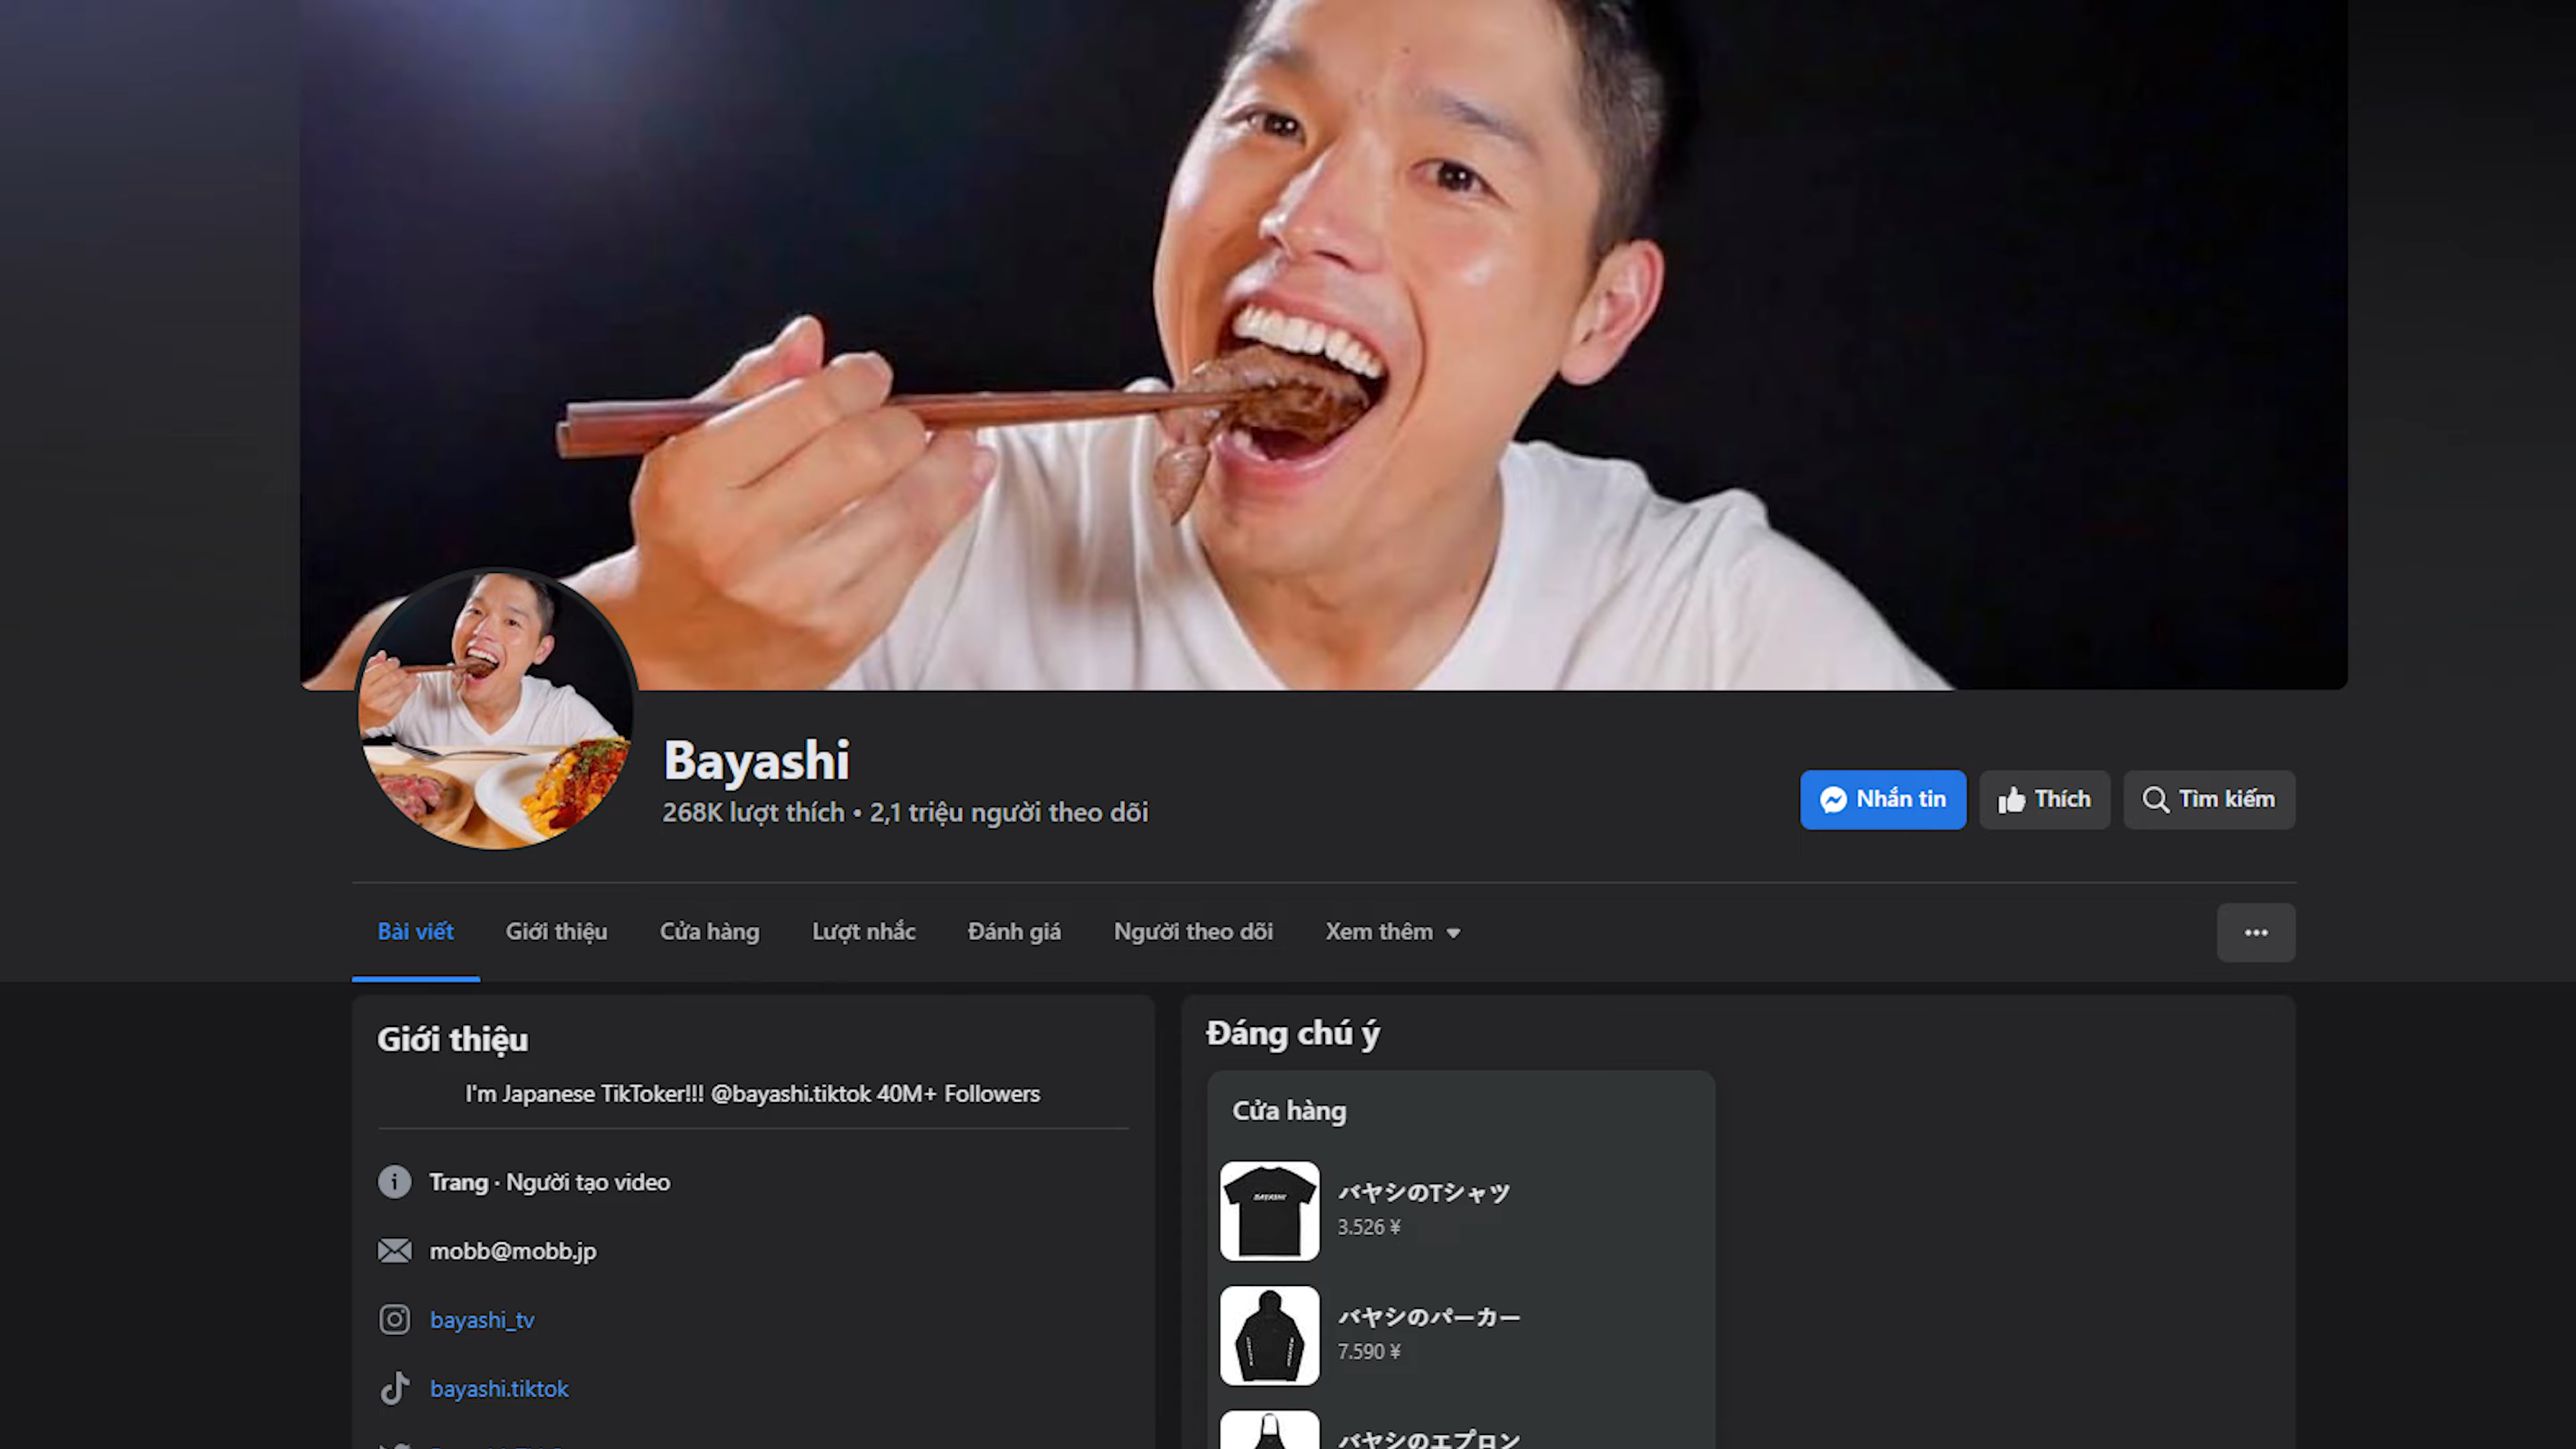 Bayashi
268K lượt thích • 2,1 triệu người theo dõi
Nhắn tin
Thích
Tìm kiếm
Bài viết
Giới thiệu
Cửa hàng
Lượt nhắc
Đánh giá
Người theo dõi
Xem thêm
Giới thiệu
I'm Japanese TikToker!!! @bayashi.tiktok 40M+ Followers
Trang · Người tạo video
mobb@mobb.jp
bayashi_tv
bayashi.tiktok
Đáng chú ý
Cửa hàng
BAYASHI
バヤシのTシャツ
3.526 ¥
バヤシのパーカー
7.590 ¥
バヤシのエプロン